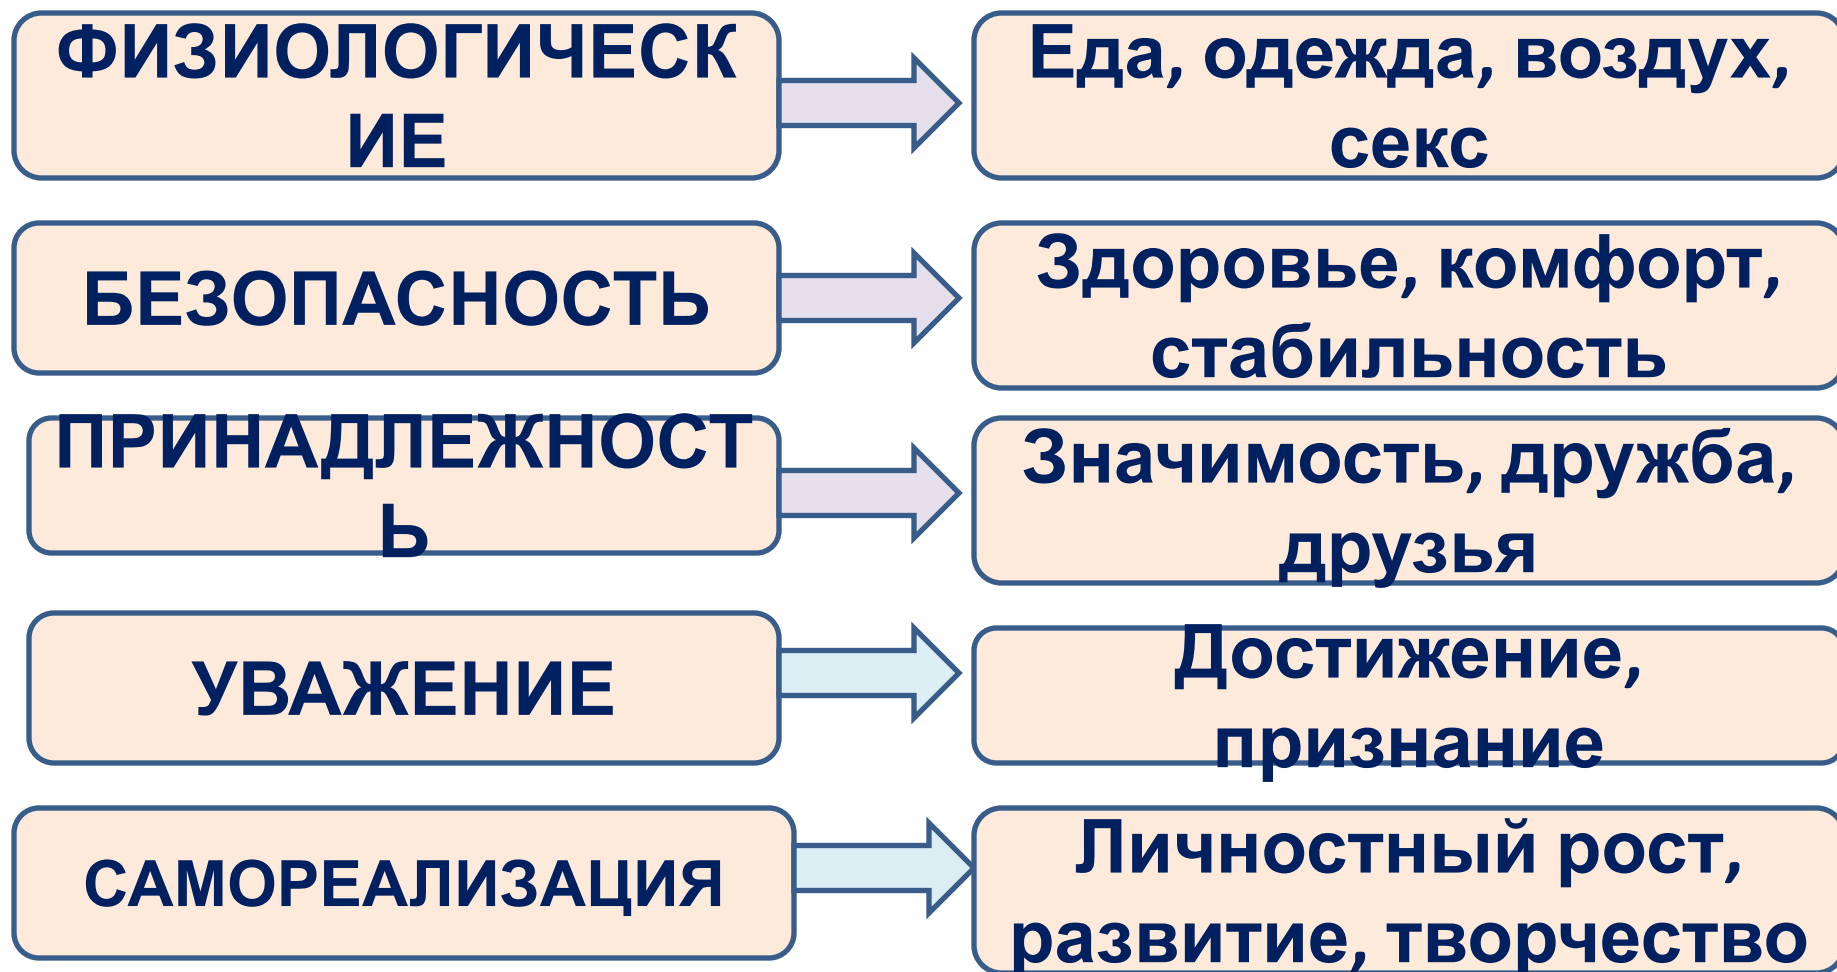 ФИЗИОЛОГИЧЕСК
ИЕ
Еда, одежда, воздух,
секс
БЕЗОПАСНОСТЬ
Здоровье, комфорт,
стабильность
ПРИНАДЛЕЖНОСТ
Ь
Значимость, дружба,
друзья
УВАЖЕНИЕ
Достижение,
признание
САМОРЕАЛИЗАЦИЯ
Личностный рост,
развитие, творчество